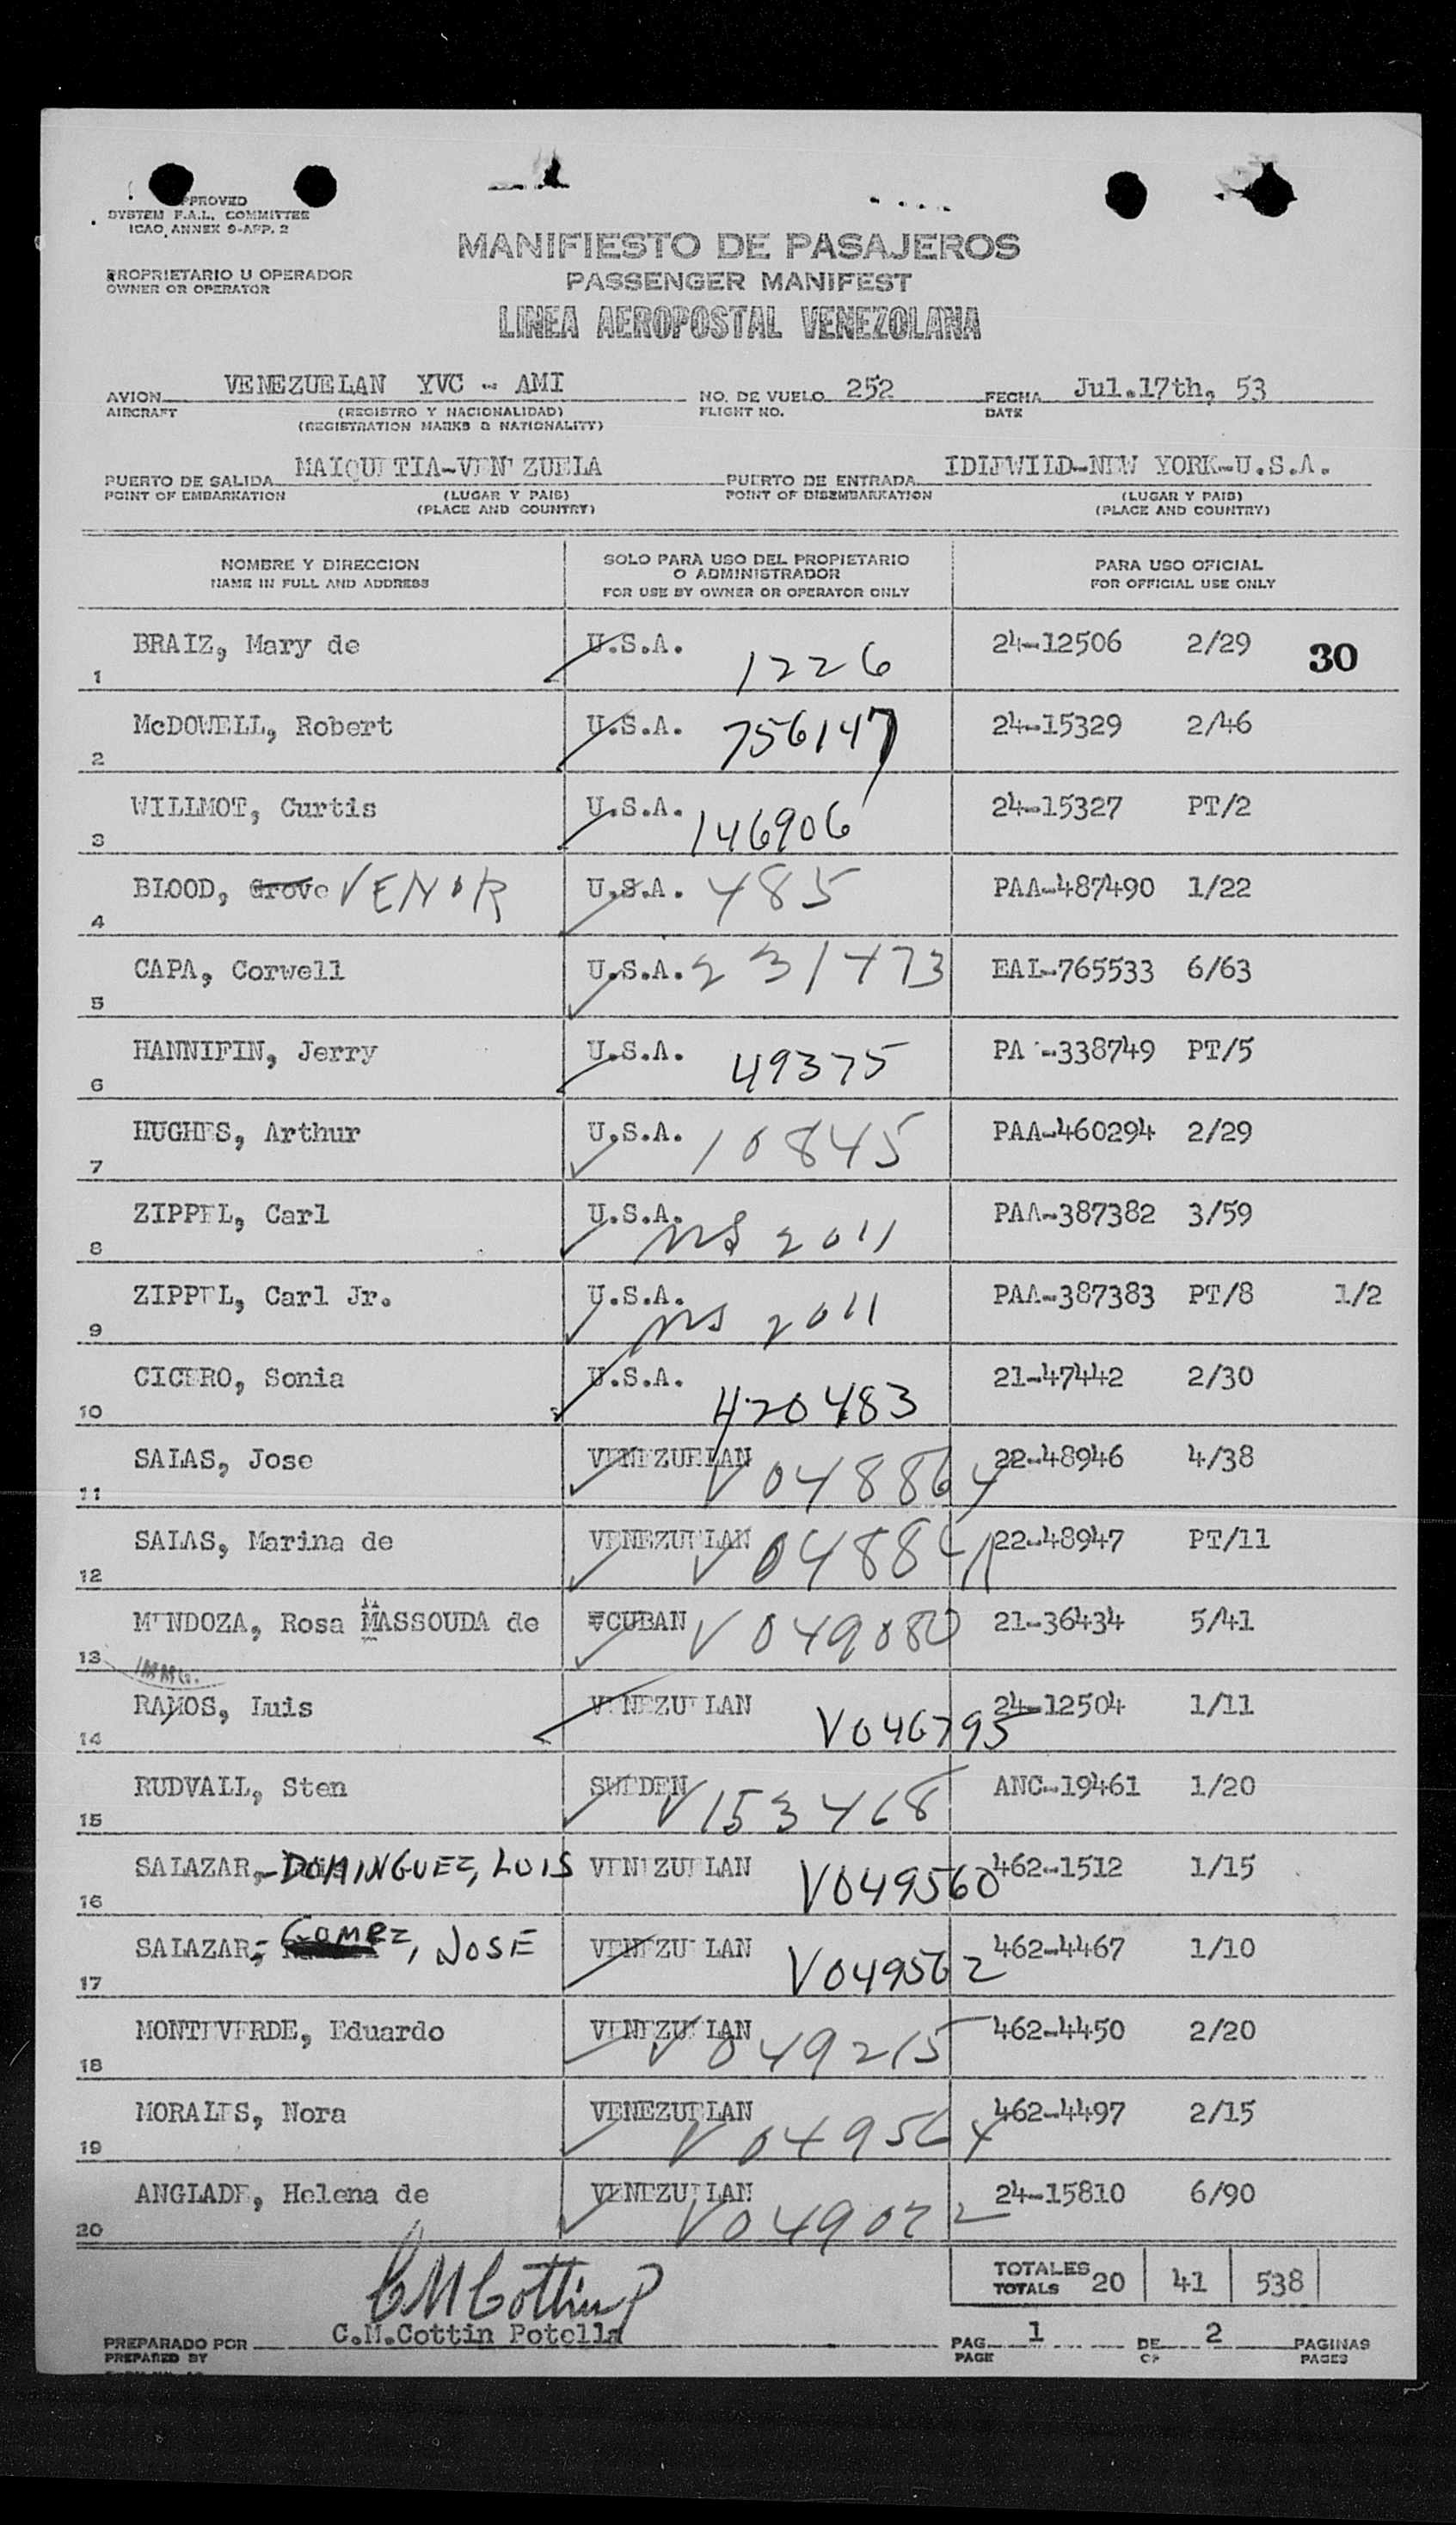 APPROVED
SYSTEM F.A.L. COMMITTEE
ICAO ANNEX 9-APP. 2
MANIFIESTO DE PASAJEROS
PROPRIETARIO U OPERADOR
OWNER OR OPERATOR
PASSENGER MANIFEST
LINEA AEROPOSTAL VENEZOLANA
AVION VENEZUELAN YVC - AMI NO. DE VUELO 252 FECHA Jul.17th, 53
AIRCRAFT (REGISTRO Y NACIONALIDAD) FLIGHT NO. DATE
(REGISTRATION MARKS & NATIONALITY)
PUERTO DE SALIDA MAIQUETIA-VENEZUELA PUERTO DE ENTRADA IDIEWILD-NEW YORK-U.S.A.
POINT OF EMBARKATION (LUGAR Y PAIS) POINT OF DISEMBARKATION (LUGAR Y PAIS)
(PLACE AND COUNTRY) (PLACE AND COUNTRY)
NOMBRE Y DIRECCION SOLO PARA USO DEL PROPIETARIO PARA USO OFICIAL
NAME IN FULL AND ADDRESS O ADMINISTRADOR FOR OFFICIAL USE ONLY
FOR USE BY OWNER OR OPERATOR ONLY
1 BRAIZ, Mary de U.S.A. 1226 24-12506 2/29 30
2 McDOWELL, Robert U.S.A. 756147 24-15329 2/46
3 WILLMOT, Curtis U.S.A. 146906 24-15327 PT/2
4 BLOOD, Grove VENOR U.S.A. 485 PAA-487490 1/22
5 CAPA, Corwell U.S.A. 231473 EAL-765533 6/63
6 HANNIFIN, Jerry U.S.A. 49375 PA -338749 PT/5
7 HUGHES, Arthur U.S.A. 10845 PAA-460294 2/29
8 ZIPPEL, Carl U.S.A. 2011 PAA-387382 3/59
9 ZIPPEL, Carl Jr. U.S.A. 2011 PAA-387383 PT/8 1/2
10 CICERO, Sonia U.S.A. 420483 21-47442 2/30
11 SALAS, Jose VENEZUELAN V048864 22-48946 4/38
12 SALAS, Marina de VENEZUELAN 22-48947 PT/11
13 MENDOZA, Rosa MASSOUDA de CUBAN V049080 21-36434 5/41
IMMG.
14 RAMOS, Luis VENEZUELAN V046795 24-12504 1/11
15 RUDVALL, Sten SWEDEN V153468 ANC-19461 1/20
16 SALAZAR,-DOMINGUEZ, LUIS VENEZUELAN V049560 462-1512 1/15
17 SALAZAR,- GOMEZ, JOSE VENEZUELAN V049562 462-4467 1/10
18 MONTEVERDE, Eduardo VENEZUELAN V049215 462-4450 2/20
19 MORALES, Nora VENEZUELAN V049564 462-4497 2/15
20 ANGLADE, Helena de VENEZUELAN V049072 24-15810 6/90
CMCottinP
TOTALES
TOTALS 20 41 538
PREPARADO POR C.M.Cottin Potella PAG. 1 DE 2 PAGINAS
PREPARED BY PAGE OF PAGES